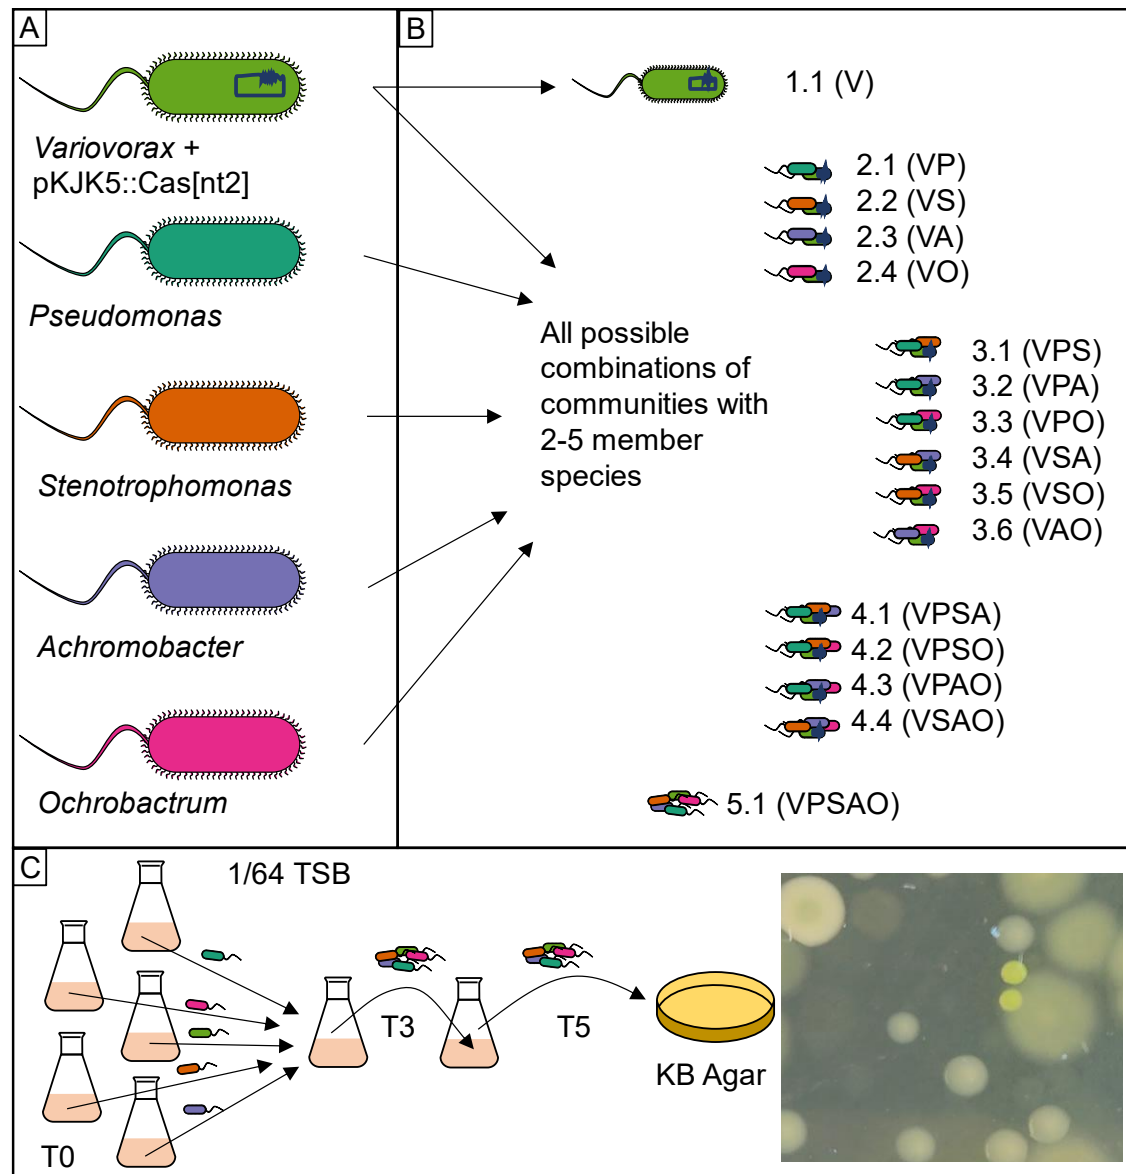 A
Variovorax +
pKJK5::Cas[nt2]
Pseudomonas
Stenotrophomonas
Achromobacter
Ochrobactrum
B
1.1 (V)
2.1 (VP)
2.2 (VS)
2.3 (VA)
2.4 (VO)
All possible
combinations of
communities with
2-5 member
species
3.1 (VPS)
3.2 (VPA)
3.3 (VPO)
3.4 (VSA)
3.5 (VSO)
3.6 (VAO)
4.1 (VPSA)
4.2 (VPSO)
4.3 (VPAO)
4.4 (VSAO)
5.1 (VPSAO)
C
1/64 TSB
T0
T3
T5
KB Agar